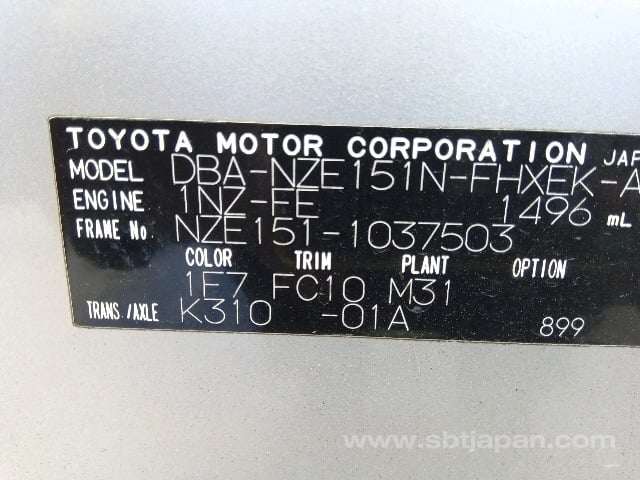 TOYOTA MOTOR CORPORATION JAP
MODEL DBA-NZE151N-FHXEK-A
ENGINE 1NZ-FE 1496 mL
FRAME No NZE151-1037503
COLOR TRIM PLANT OPTION
1F7 FC10 M31
TRANS./AXLE K310 -01A 899
www.sbtjapan.com